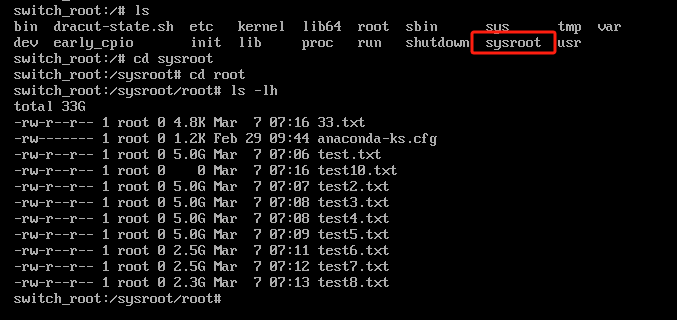 switch_root:/# ls
bin dracut-state.sh etc kernel lib64 root sbin sys tmp var
dev early_cpio init lib proc run shutdown sysroot usr
switch_root:/# cd sysroot
switch_root:/sysroot# cd root
switch_root:/sysroot/root# ls -lh
total 33G
-rw-r--r-- 1 root 0 4.8K Mar 7 07:16 33.txt
-rw------- 1 root 0 1.2K Feb 29 09:44 anaconda-ks.cfg
-rw-r--r-- 1 root 0 5.0G Mar 7 07:06 test.txt
-rw-r--r-- 1 root 0 0 Mar 7 07:16 test10.txt
-rw-r--r-- 1 root 0 5.0G Mar 7 07:07 test2.txt
-rw-r--r-- 1 root 0 5.0G Mar 7 07:08 test3.txt
-rw-r--r-- 1 root 0 5.0G Mar 7 07:08 test4.txt
-rw-r--r-- 1 root 0 5.0G Mar 7 07:09 test5.txt
-rw-r--r-- 1 root 0 2.5G Mar 7 07:11 test6.txt
-rw-r--r-- 1 root 0 2.5G Mar 7 07:12 test7.txt
-rw-r--r-- 1 root 0 2.3G Mar 7 07:13 test8.txt
switch_root:/sysroot/root#